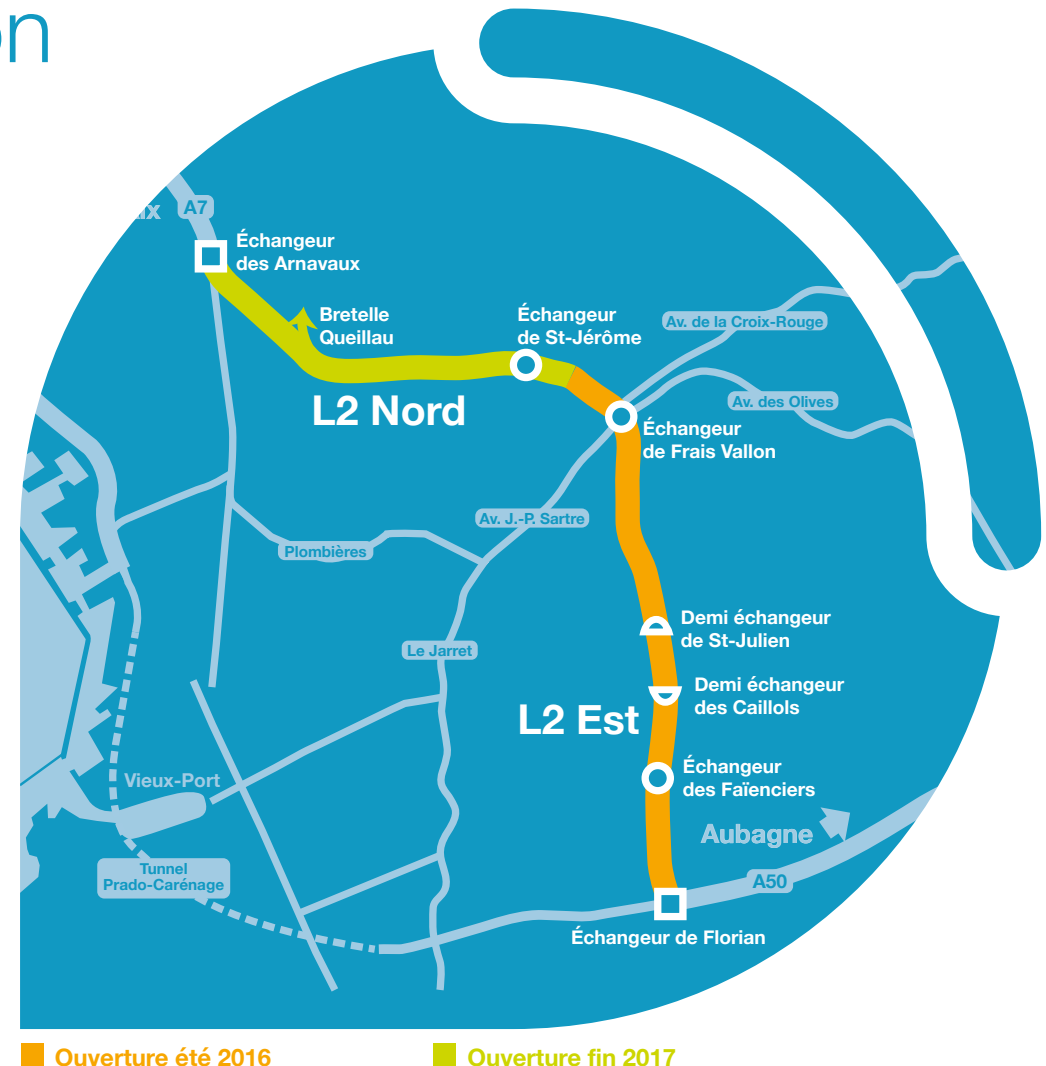 on
ix
A7
Échangeur
des Arnavaux
Bretelle
Queillau
Échangeur
de St-Jérôme
Av. de la Croix-Rouge
Av. des Olives
L2 Nord
Échangeur
de Frais Vallon
Av. J.-P. Sartre
Plombières
Demi échangeur
de St-Julien
Le Jarret
Demi échangeur
des Caillols
L2 Est
Échangeur
des Faïenciers
Vieux-Port
Aubagne
Tunnel
Prado-Carénage
A50
Échangeur de Florian
Ouverture été 2016
Ouverture fin 2017